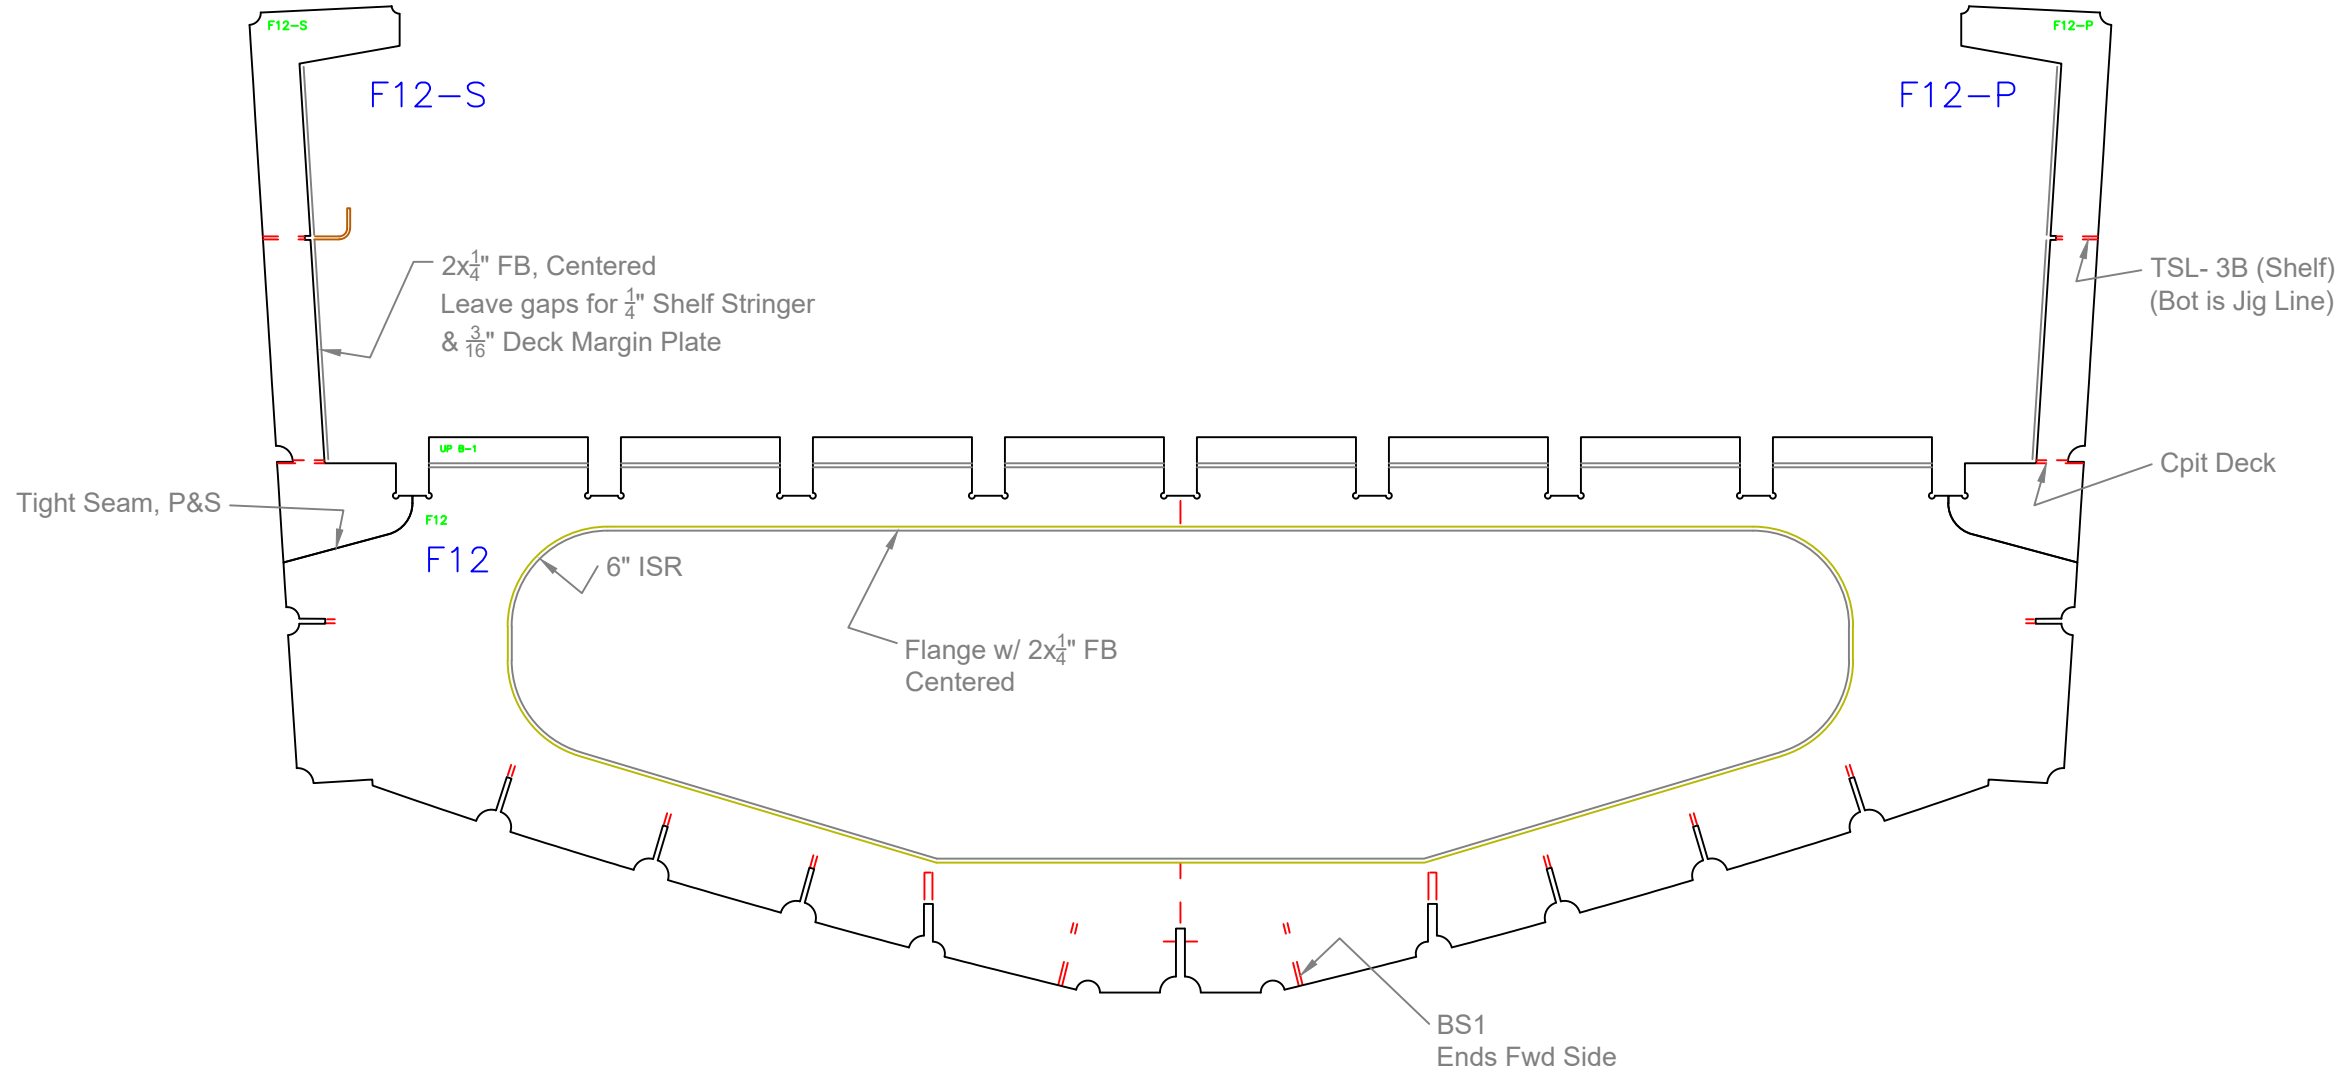 F12-S
F12-P
F12-S
F12-P
2x1/4" FB, Centered
Leave gaps for 1/4" Shelf Stringer
& 3/16" Deck Margin Plate
TSL- 3B (Shelf)
(Bot is Jig Line)
UP B-1
Cpit Deck
Tight Seam, P&S
F12
F12
6" ISR
Flange w/ 2x1/4" FB
Centered
BS1
Ends Fwd Side